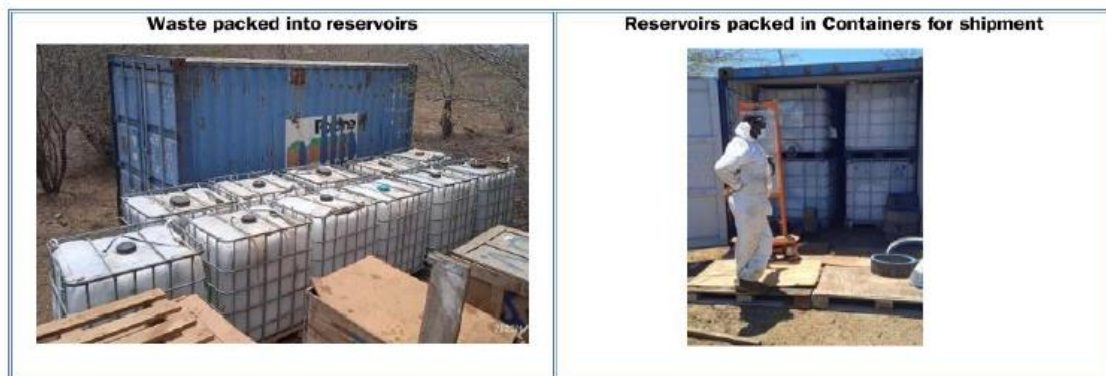 Waste packed into reservoirs
Reservoirs packed in Containers for shipment